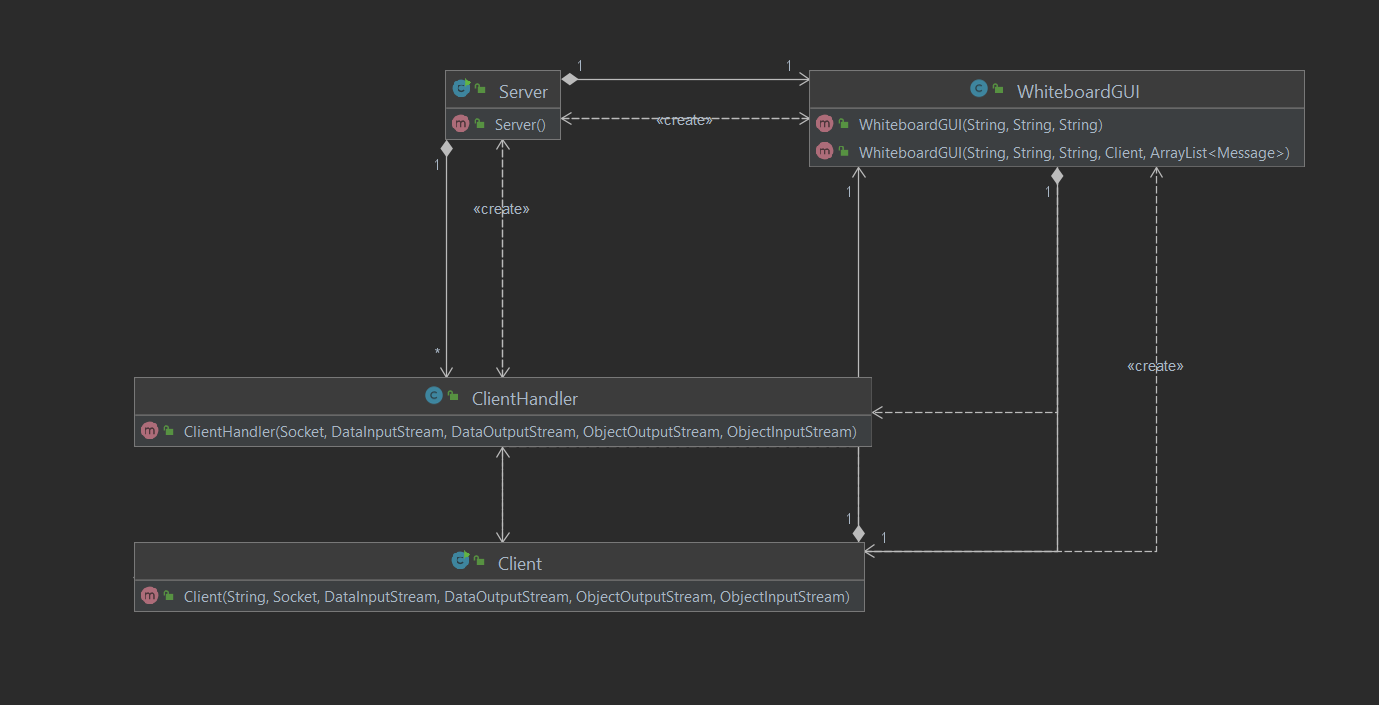 1
1
Server
WhiteboardGUI
Server()
«create»
WhiteboardGUI(String, String, String)
WhiteboardGUI(String, String, String, Client, ArrayList<Message>)
1
1
1
«create»
*
«create»
ClientHandler
ClientHandler(Socket, DataInputStream, DataOutputStream, ObjectOutputStream, ObjectInputStream)
1
1
Client
Client(String, Socket, DataInputStream, DataOutputStream, ObjectOutputStream, ObjectInputStream)